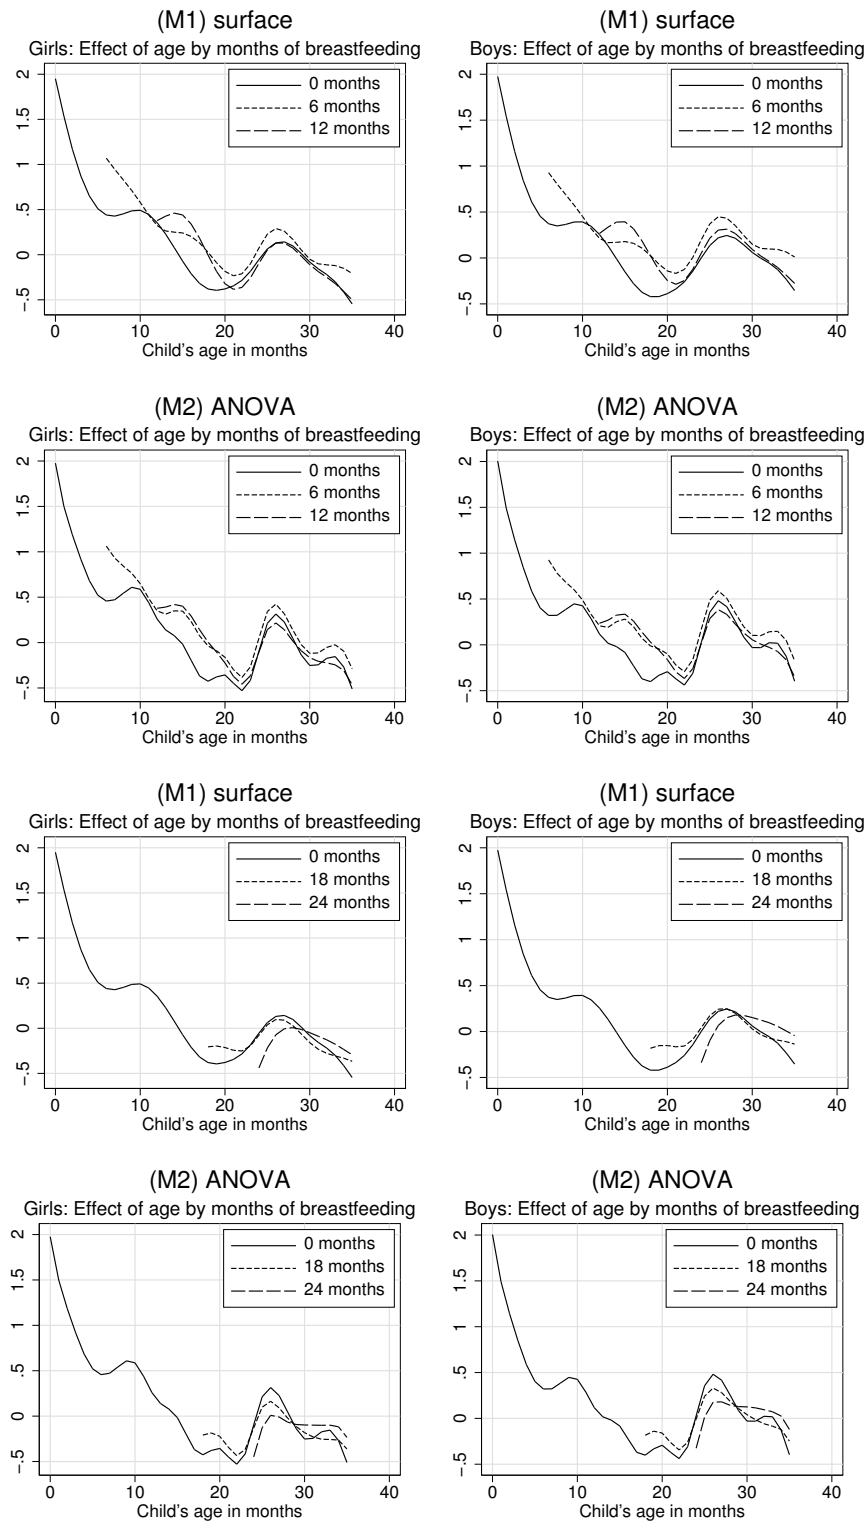 (M1) surface
Girls: Effect of age by months of breastfeeding
0 months
6 months
12 months
2
1.5
1
.5
0
−.5
0 10 20 30 40
Child's age in months
(M1) surface
Boys: Effect of age by months of breastfeeding
0 months
6 months
12 months
2
1.5
1
.5
0
−.5
0 10 20 30 40
Child's age in months
(M2) ANOVA
Girls: Effect of age by months of breastfeeding
0 months
6 months
12 months
2
1.5
1
.5
0
−.5
0 10 20 30 40
Child's age in months
(M2) ANOVA
Boys: Effect of age by months of breastfeeding
0 months
6 months
12 months
2
1.5
1
.5
0
−.5
0 10 20 30 40
Child's age in months
(M1) surface
Girls: Effect of age by months of breastfeeding
0 months
18 months
24 months
2
1.5
1
.5
0
−.5
0 10 20 30 40
Child's age in months
(M1) surface
Boys: Effect of age by months of breastfeeding
0 months
18 months
24 months
2
1.5
1
.5
0
−.5
0 10 20 30 40
Child's age in months
(M2) ANOVA
Girls: Effect of age by months of breastfeeding
0 months
18 months
24 months
2
1.5
1
.5
0
−.5
0 10 20 30 40
Child's age in months
(M2) ANOVA
Boys: Effect of age by months of breastfeeding
0 months
18 months
24 months
2
1.5
1
.5
0
−.5
0 10 20 30 40
Child's age in months